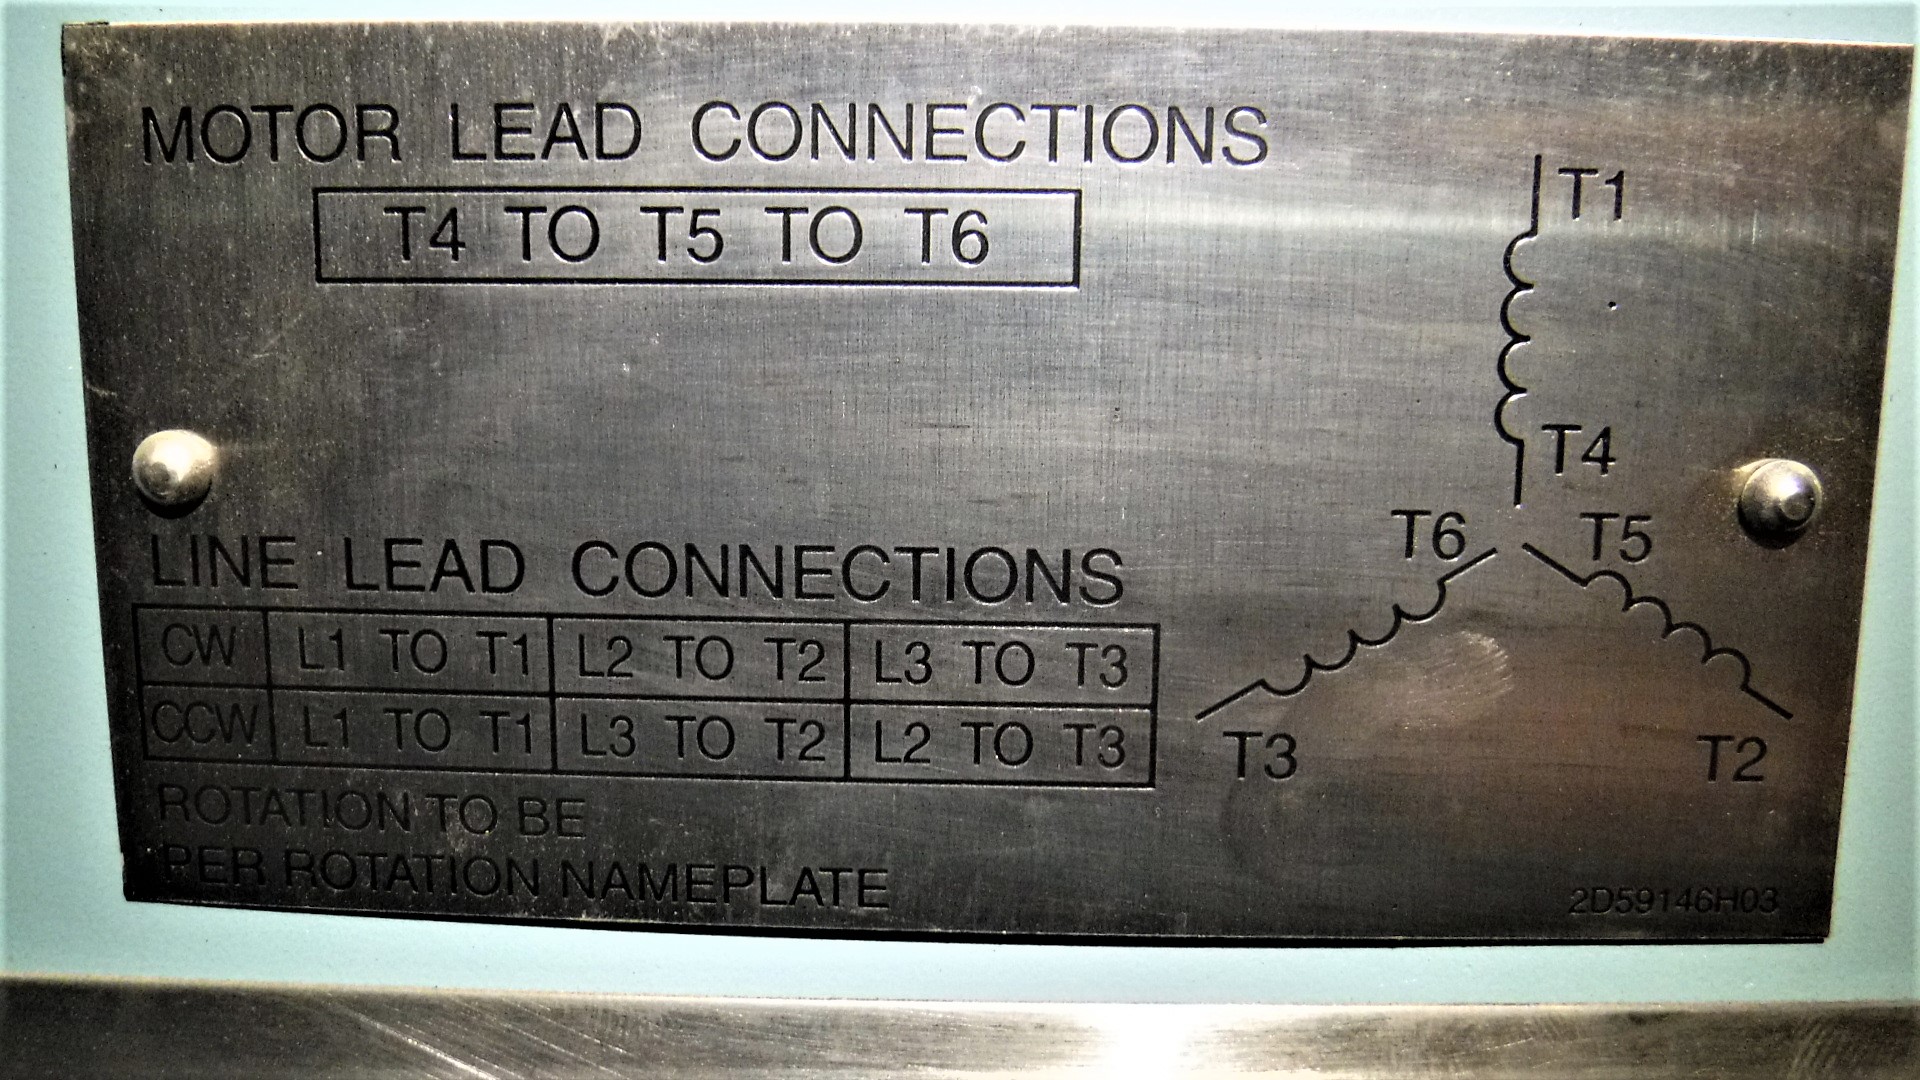 MOTOR LEAD CONNECTIONS
T4 TO T5 TO T6
T1
T4
T6 T5
T3 T2
LINE LEAD CONNECTIONS
CW L1 TO T1 L2 TO T2 L3 TO T3
CCW L1 TO T1 L3 TO T2 L2 TO T3
ROTATION TO BE
PER ROTATION NAMEPLATE
2D59146H03